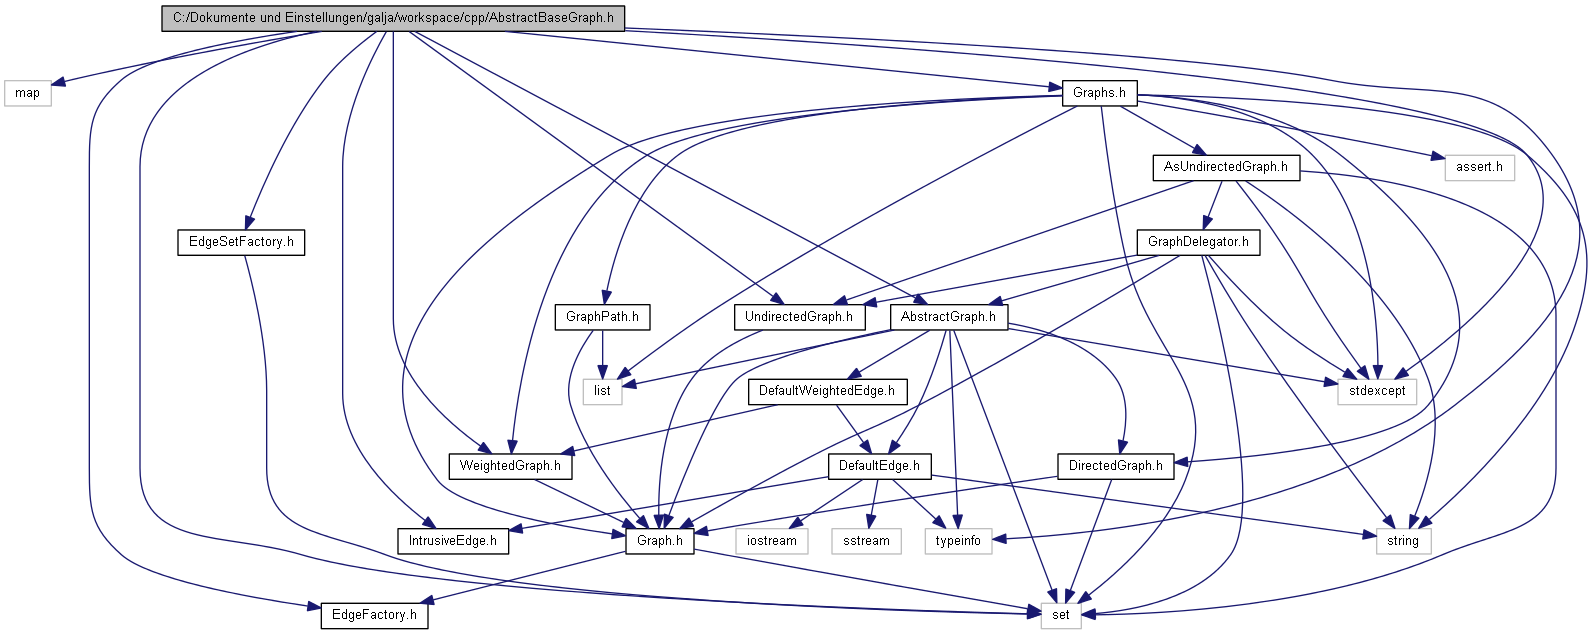 C:/Dokumente und Einstellungen/galja/workspace/cpp/AbstractBaseGraph.h
map
Graphs.h
AsUndirectedGraph.h
assert.h
EdgeSetFactory.h
GraphDelegator.h
GraphPath.h
UndirectedGraph.h
AbstractGraph.h
list
DefaultWeightedEdge.h
stdexcept
WeightedGraph.h
DefaultEdge.h
DirectedGraph.h
IntrusiveEdge.h
Graph.h
iostream
sstream
typeinfo
string
EdgeFactory.h
set